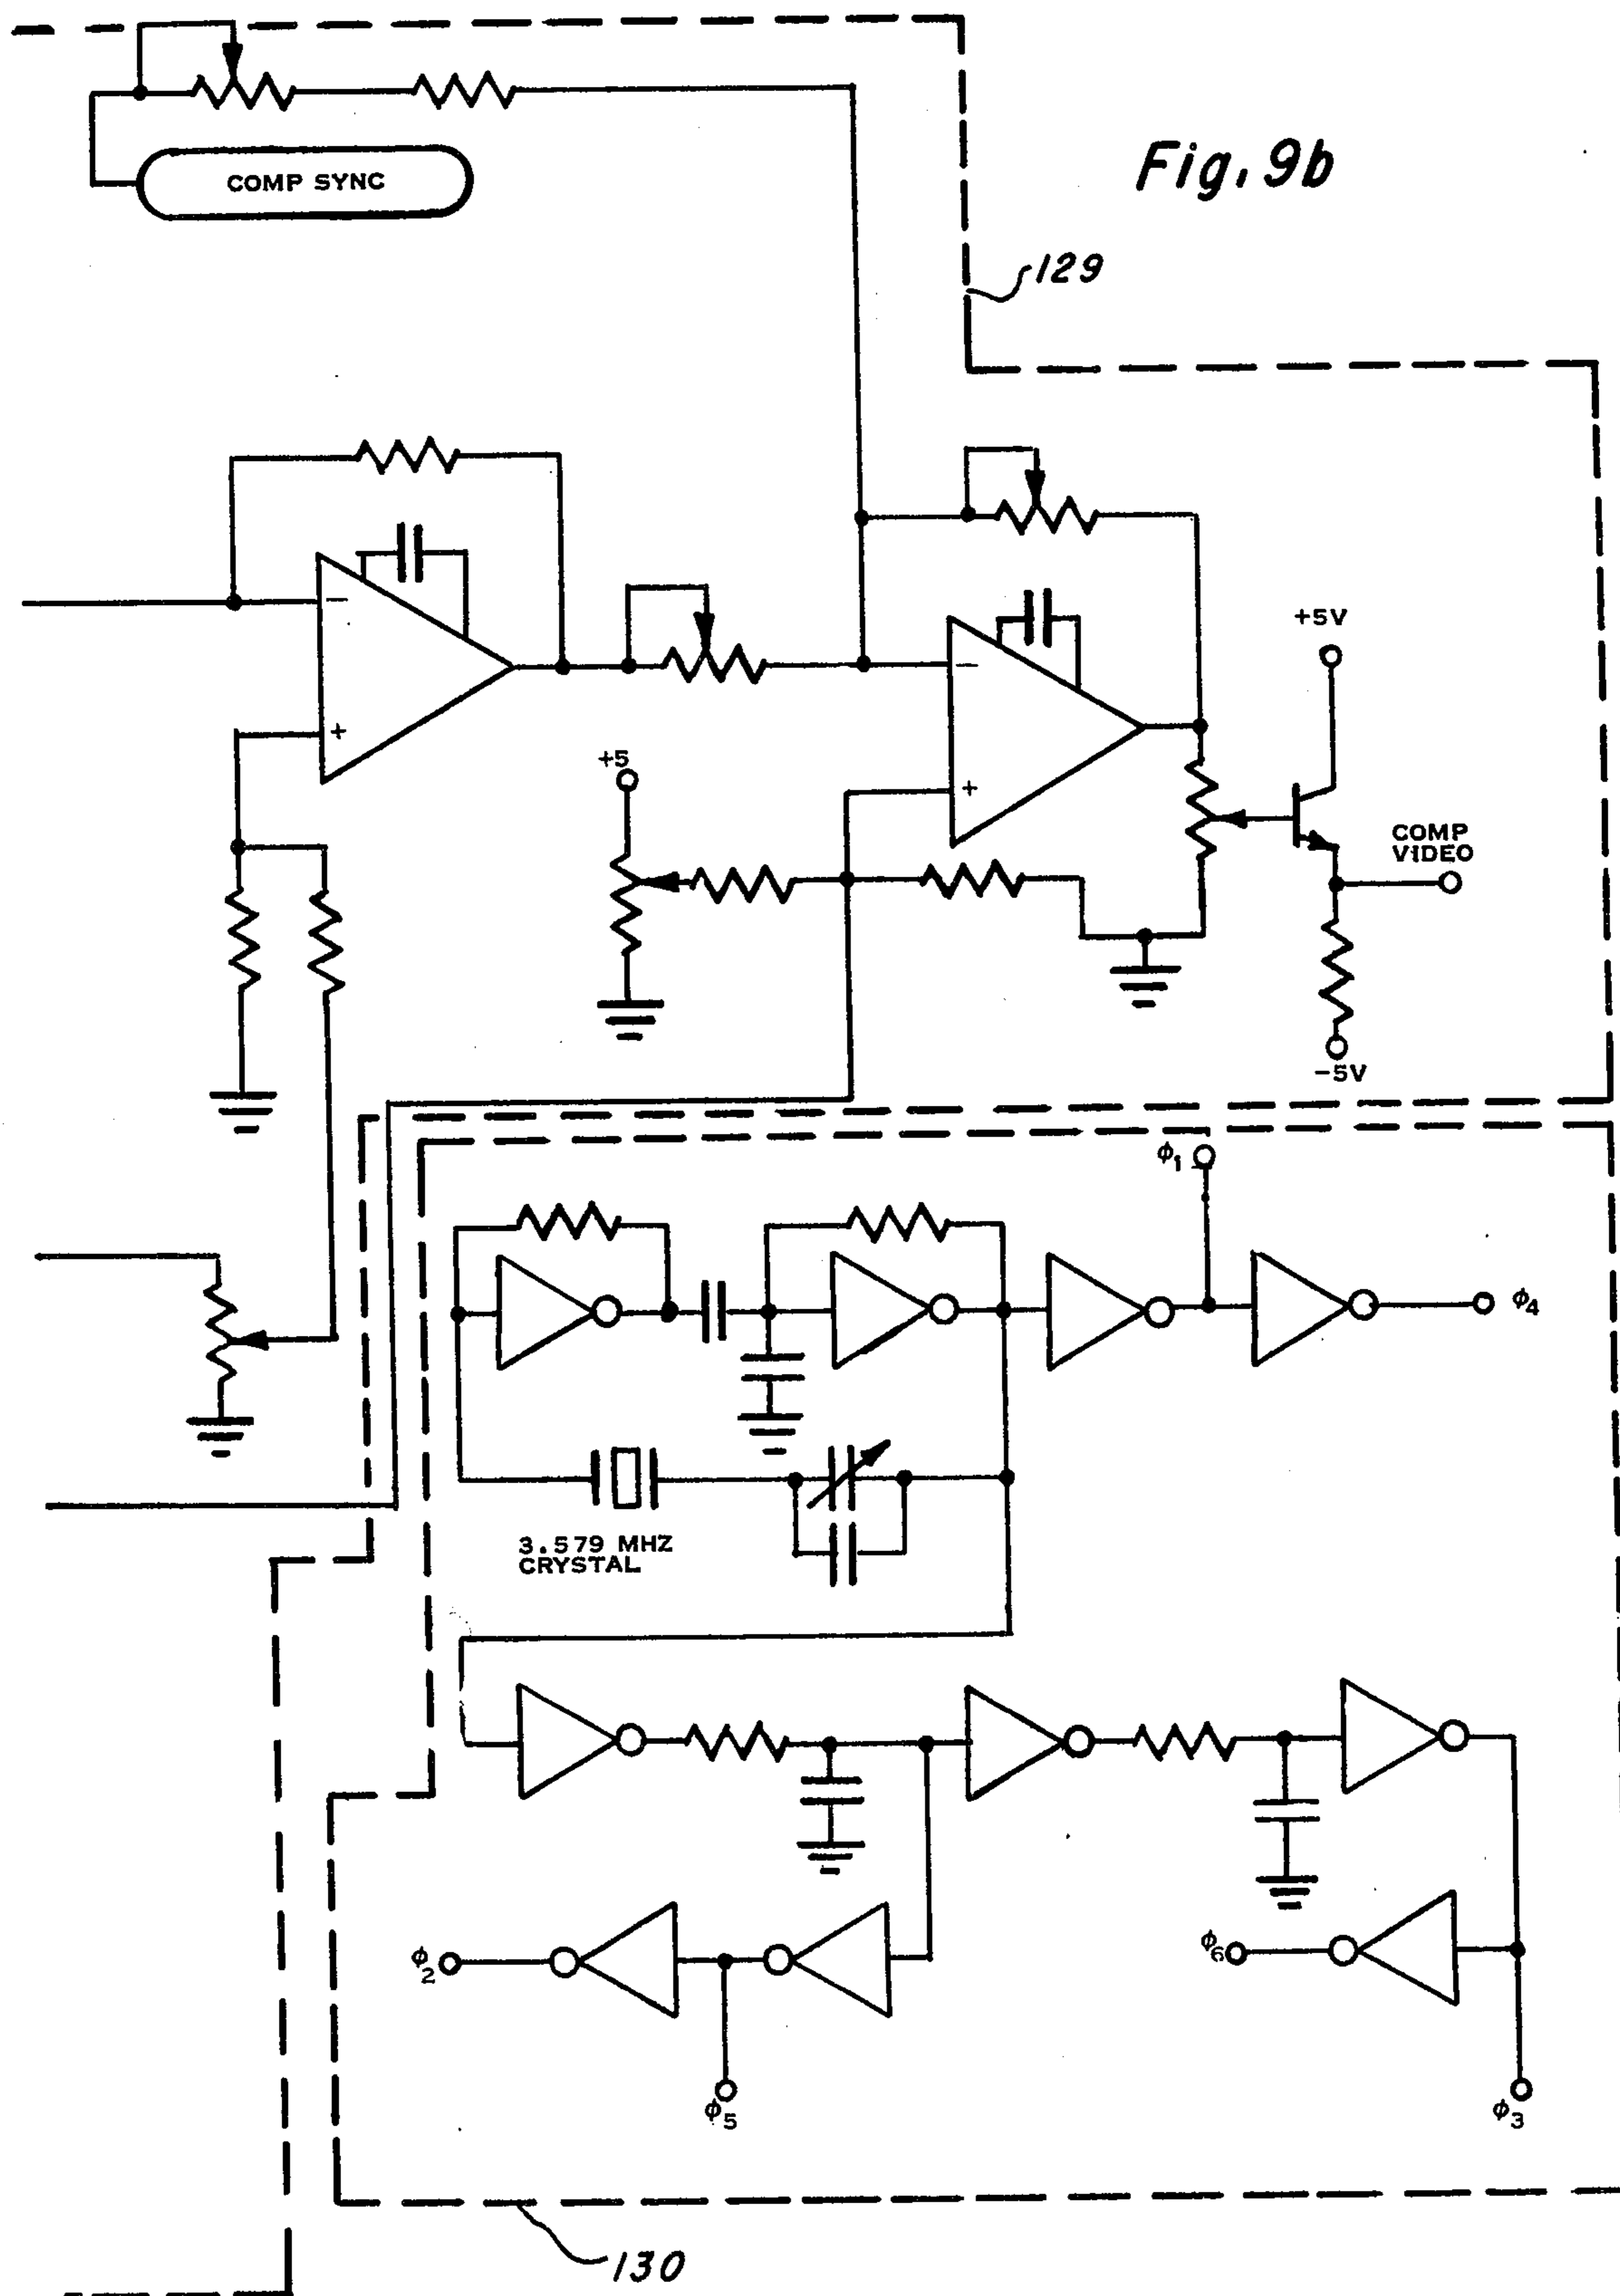 Fig. 9b
COMP SYNC
129
−
+
−
+
+5V
+5
COMP
VIDEO
-5V
ϕ1
ϕ4
3.579 MHZ
CRYSTAL
ϕ2
ϕ6
ϕ5
ϕ3
130